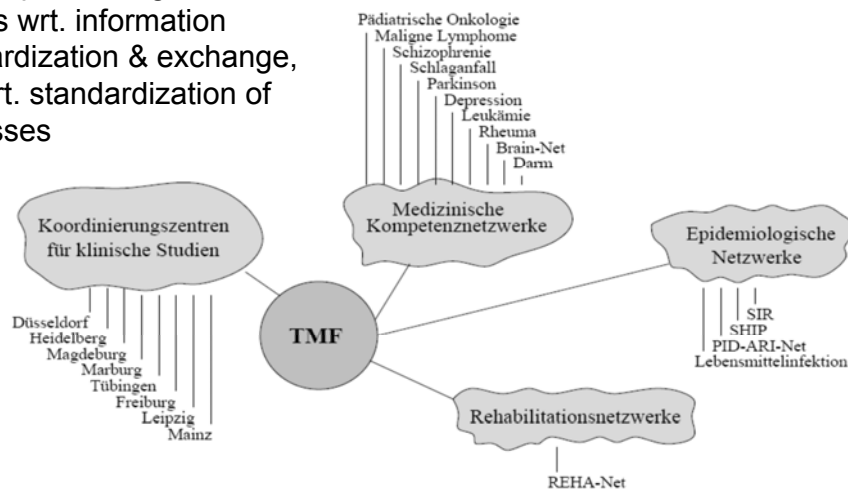 s wrt. information
ardization & exchange,
rt. standardization of
sses
Pädiatrische Onkologie
Maligne Lymphome
Schizophrenie
Schlaganfall
Parkinson
Depression
Leukämie
Rheuma
Brain-Net
Darm
Koordinierungszentren
für klinische Studien
Medizinische
Kompetenznetzwerke
Epidemiologische
Netzwerke
TMF
Düsseldorf
Heidelberg
Magdeburg
Marburg
Tübingen
Freiburg
Leipzig
Mainz
SIR
SHIP
PID-ARI-Net
Lebensmittelinfektion
Rehabilitationsnetzwerke
REHA-Net